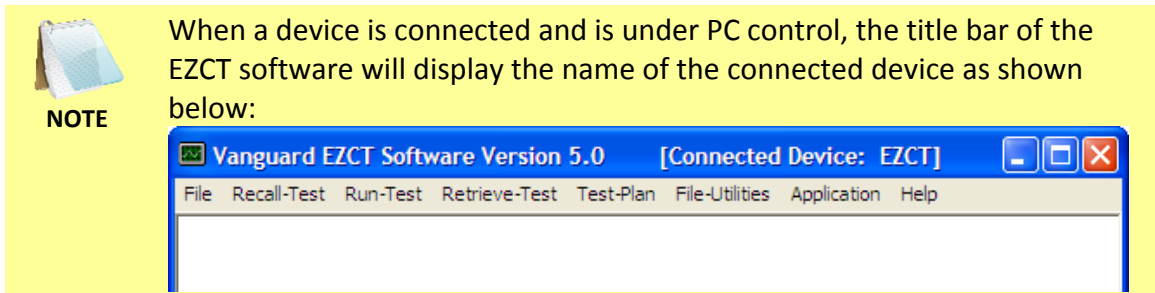 When a device is connected and is under PC control, the title bar of the
EZCT software will display the name of the connected device as shown
below:
NOTE
Vanguard EZCT Software Version 5.0 [Connected Device: EZCT]
File Recall-Test Run-Test Retrieve-Test Test-Plan File-Utilities Application Help